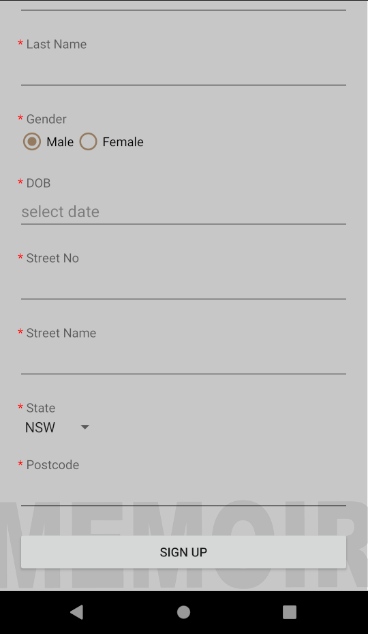 * Last Name
* Gender
Male Female
* DOB
select date
* Street No
* Street Name
* State
NSW
* Postcode
MEMOIR
SIGN UP